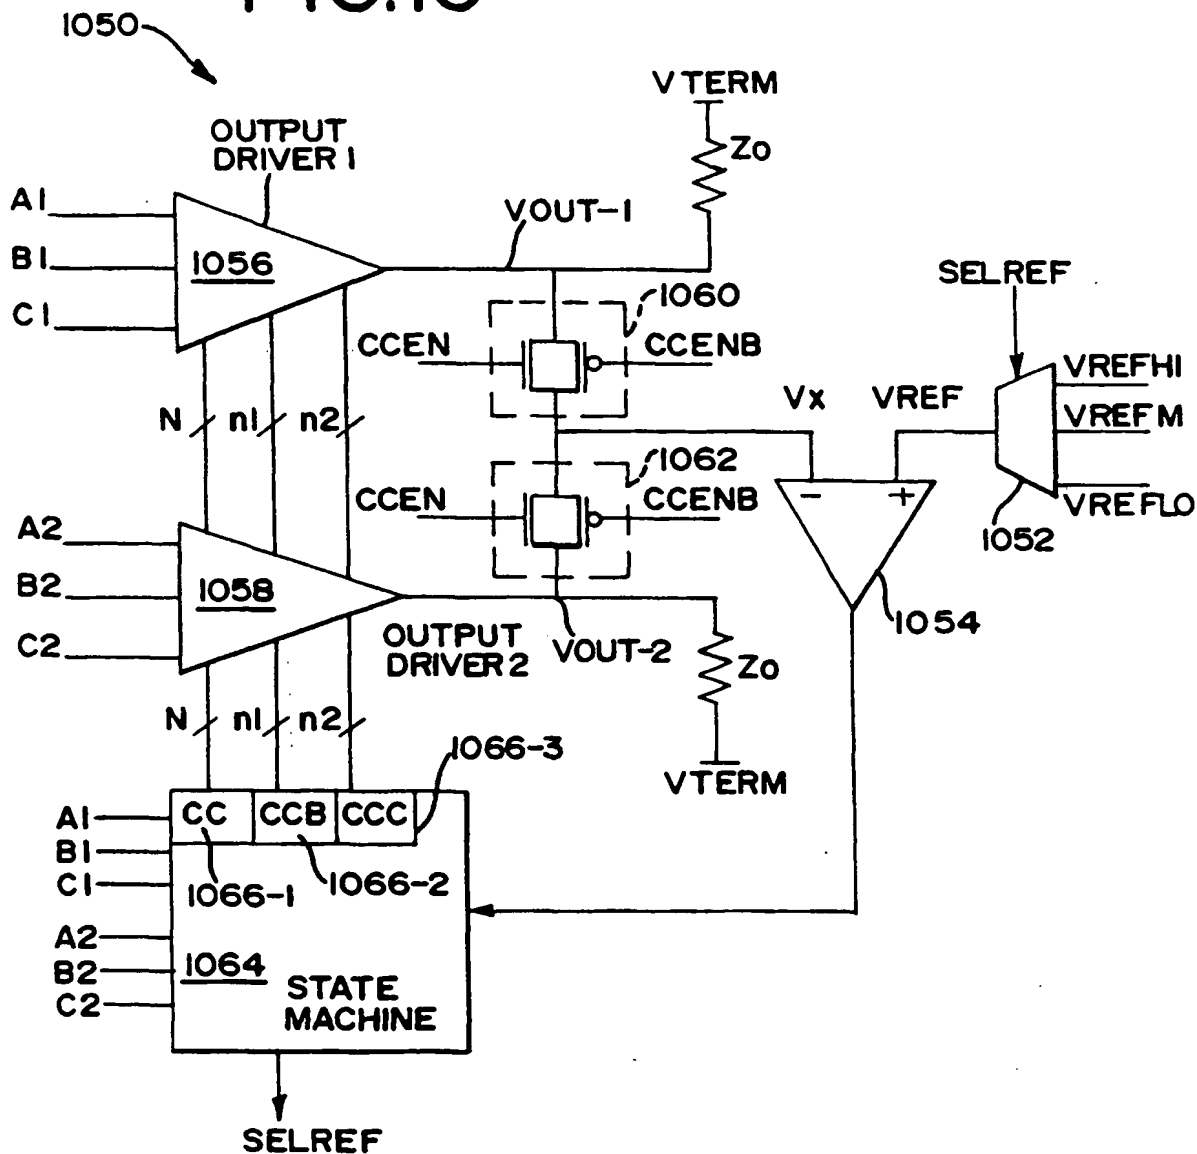 1050
V TERM
OUTPUT
DRIVER 1
Zo
A1
VOUT-1
B1
1056
SELREF
1060
C1
CCEN
CCENB
VREFHI
N
n1
n2
Vx
VREF
VREFM
1062
CCEN
CCENB
-
+
VREFLO
A2
1052
B2
1058
1054
C2
OUTPUT
DRIVER 2
VOUT-2
Zo
N
n1
n2
1066-3
VTERM
A1
CC
CCB
CCC
B1
C1
1066-1
1066-2
A2
B2
1064
C2
STATE
MACHINE
SELREF